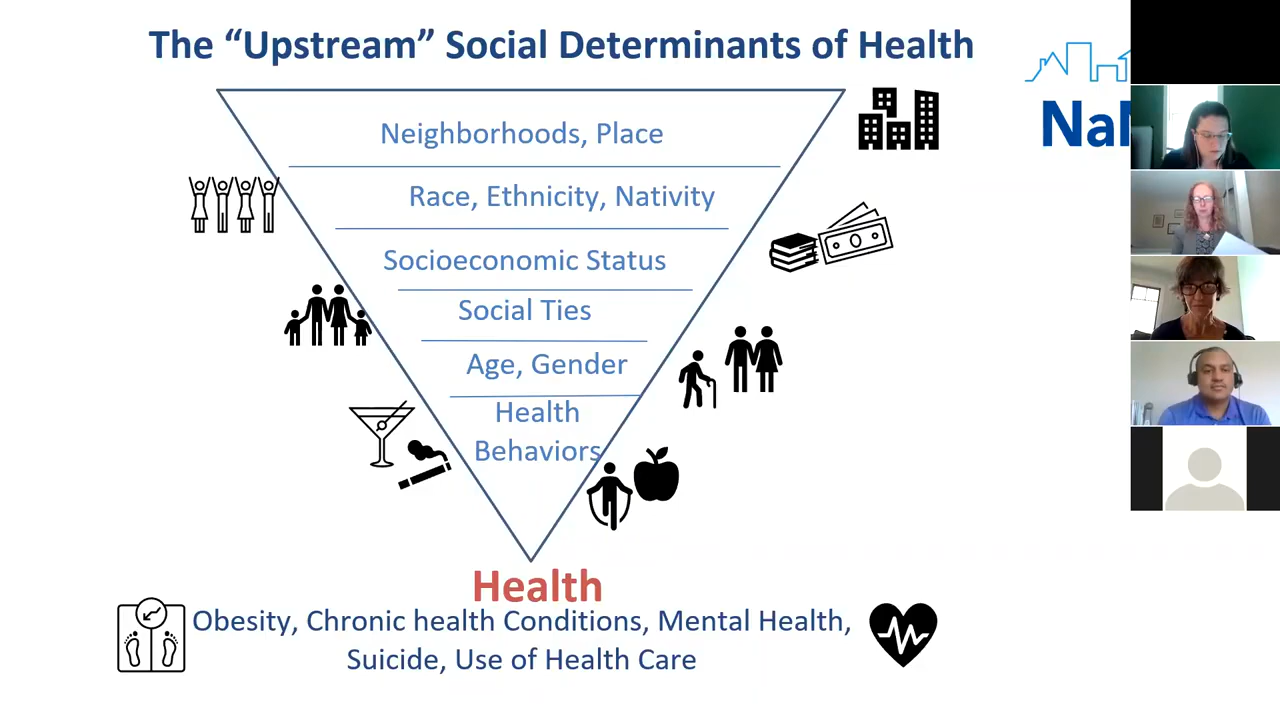 The “Upstream” Social Determinants of Health
Neighborhoods, Place
Race, Ethnicity, Nativity
Socioeconomic Status
Social Ties
Age, Gender
Health
Behaviors
Health
Obesity, Chronic health Conditions, Mental Health,
Suicide, Use of Health Care